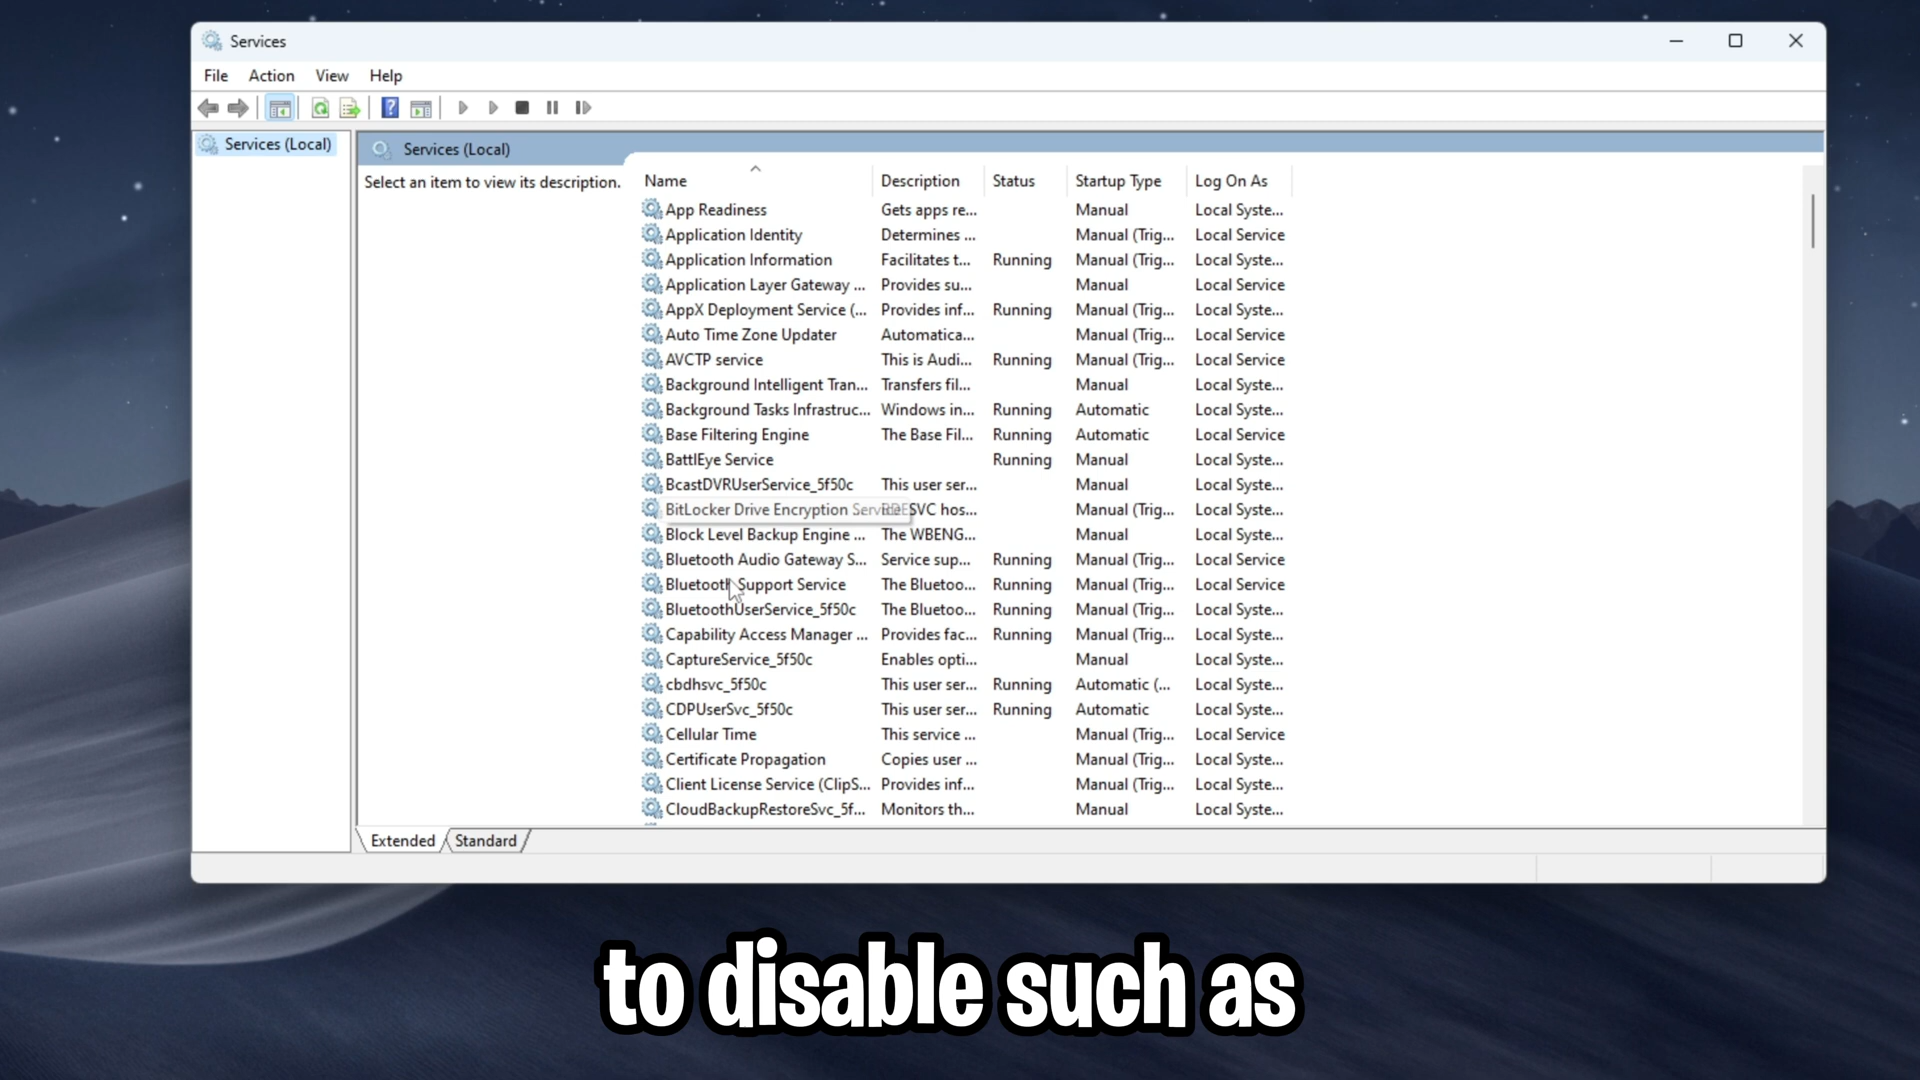 Services
File Action View Help
Services (Local)
Services (Local)
Select an item to view its description.
Name Description Status Startup Type Log On As
App Readiness Gets apps re... Manual Local Syste...
Application Identity Determines ... Manual (Trig... Local Service
Application Information Facilitates t... Running Manual (Trig... Local Syste...
Application Layer Gateway ... Provides su... Manual Local Service
AppX Deployment Service (... Provides inf... Running Manual (Trig... Local Syste...
Auto Time Zone Updater Automatica... Manual (Trig... Local Service
AVCTP service This is Audi... Running Manual (Trig... Local Service
Background Intelligent Tran... Transfers fil... Manual Local Syste...
Background Tasks Infrastruc... Windows in... Running Automatic Local Syste...
Base Filtering Engine The Base Fil... Running Automatic Local Service
BattlEye Service Running Manual Local Syste...
BcastDVRUserService_5f50c This user ser... Manual Local Syste...
BitLocker Drive Encryption Service SVC hos... Manual (Trig... Local Syste...
Block Level Backup Engine ... The WBENG... Manual Local Syste...
Bluetooth Audio Gateway S... Service sup... Running Manual (Trig... Local Service
Bluetooth Support Service The Bluetoo... Running Manual (Trig... Local Service
BluetoothUserService_5f50c The Bluetoo... Running Manual (Trig... Local Syste...
Capability Access Manager ... Provides fac... Running Manual (Trig... Local Syste...
CaptureService_5f50c Enables opti... Manual Local Syste...
cbdhsvc_5f50c This user ser... Running Automatic (... Local Syste...
CDPUserSvc_5f50c This user ser... Running Automatic Local Syste...
Cellular Time This service ... Manual (Trig... Local Service
Certificate Propagation Copies user ... Manual (Trig... Local Syste...
Client License Service (ClipS... Provides inf... Manual (Trig... Local Syste...
CloudBackupRestoreSvc_5f... Monitors th... Manual Local Syste...
Extended Standard
to disable such as